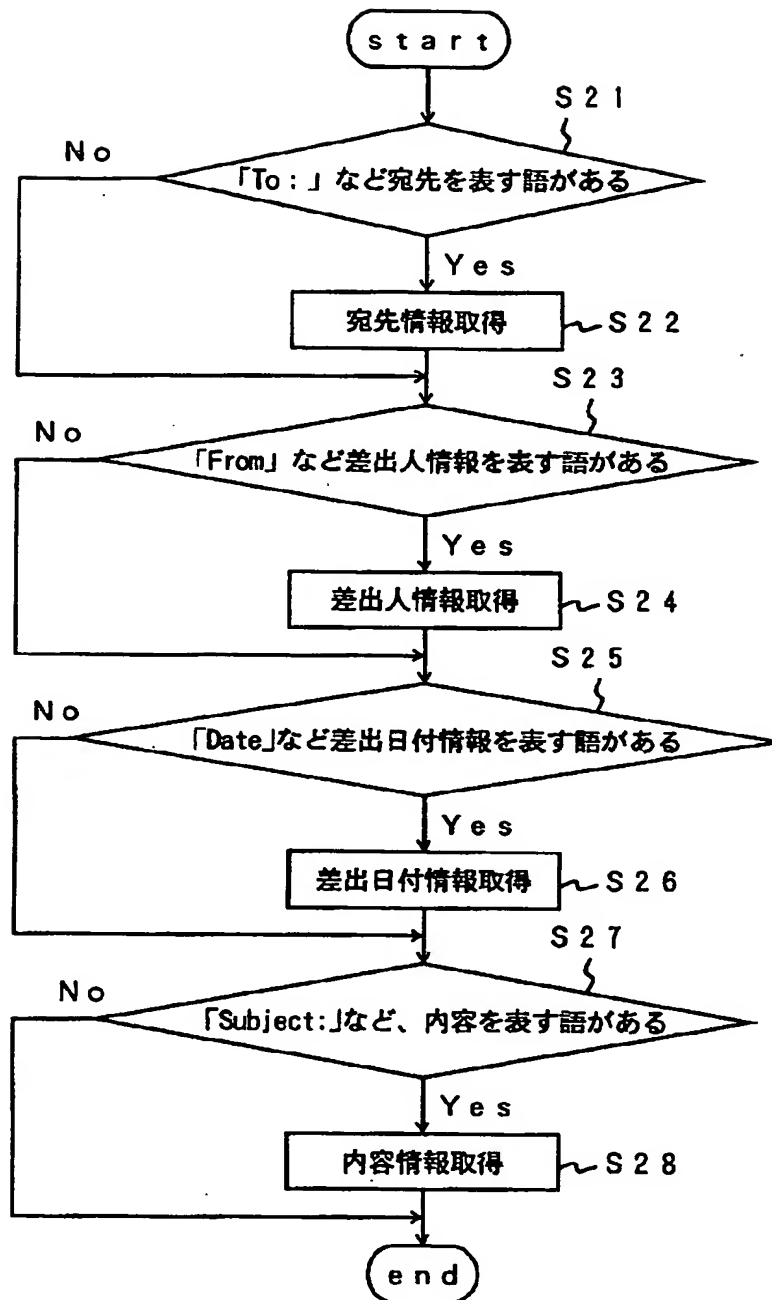 start
S21
No
「To:」など宛先を表す語がある
Yes
宛先情報取得
S22
S23
No
「From」など差出人情報を表す語がある
Yes
差出人情報取得
S24
S25
No
「Date」など差出日付情報を表す語がある
Yes
差出日付情報取得
S26
S27
No
「Subject:」など、内容を表す語がある
Yes
内容情報取得
S28
end